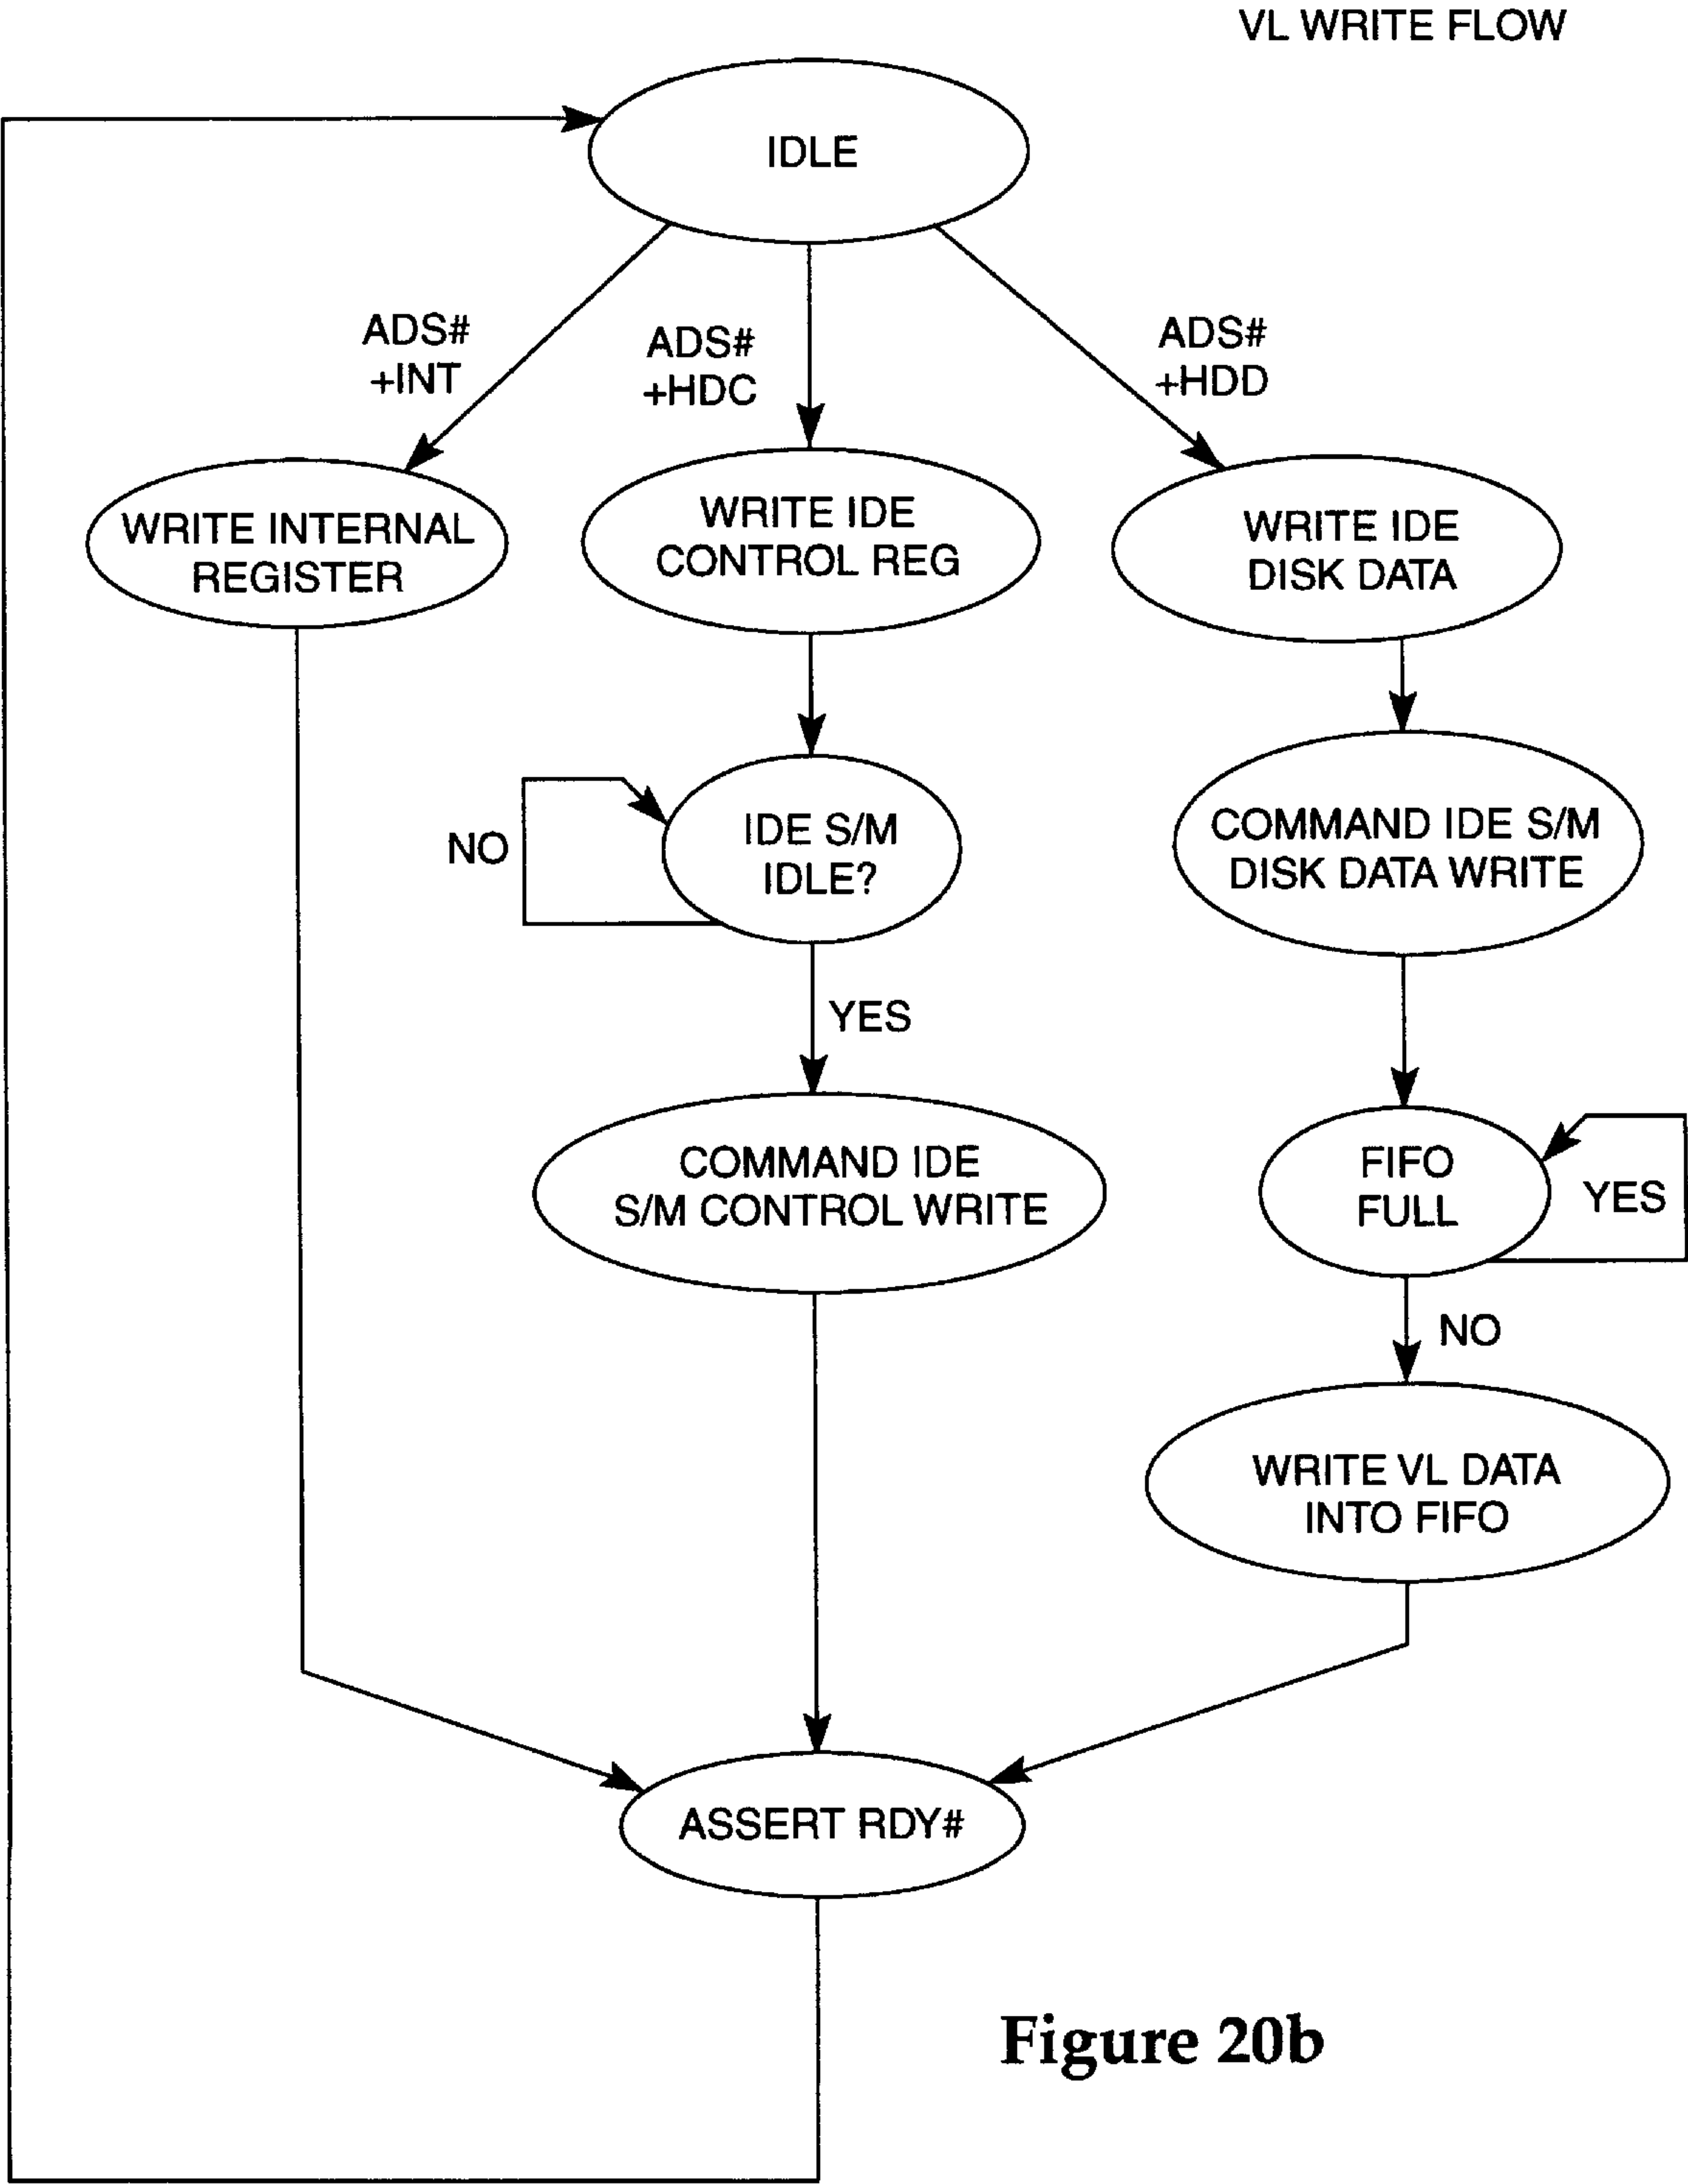 VL WRITE FLOW
IDLE
ADS#
+INT
ADS#
+HDC
ADS#
+HDD
WRITE INTERNAL
REGISTER
WRITE IDE
CONTROL REG
WRITE IDE
DISK DATA
NO
IDE S/M
IDLE?
COMMAND IDE S/M
DISK DATA WRITE
YES
COMMAND IDE
S/M CONTROL WRITE
FIFO
FULL
YES
NO
WRITE VL DATA
INTO FIFO
ASSERT RDY#
Figure 20b